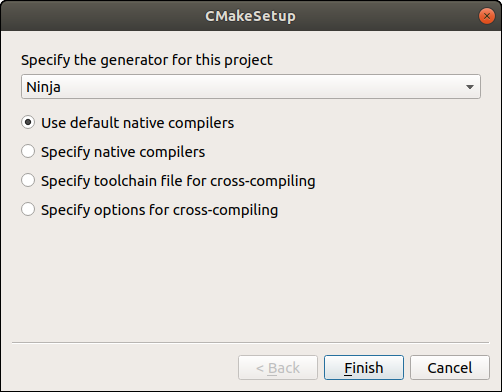 CMakeSetup
Specify the generator for this project
Ninja
Use default native compilers
Specify native compilers
Specify toolchain file for cross-compiling
Specify options for cross-compiling
< Back
Finish
Cancel